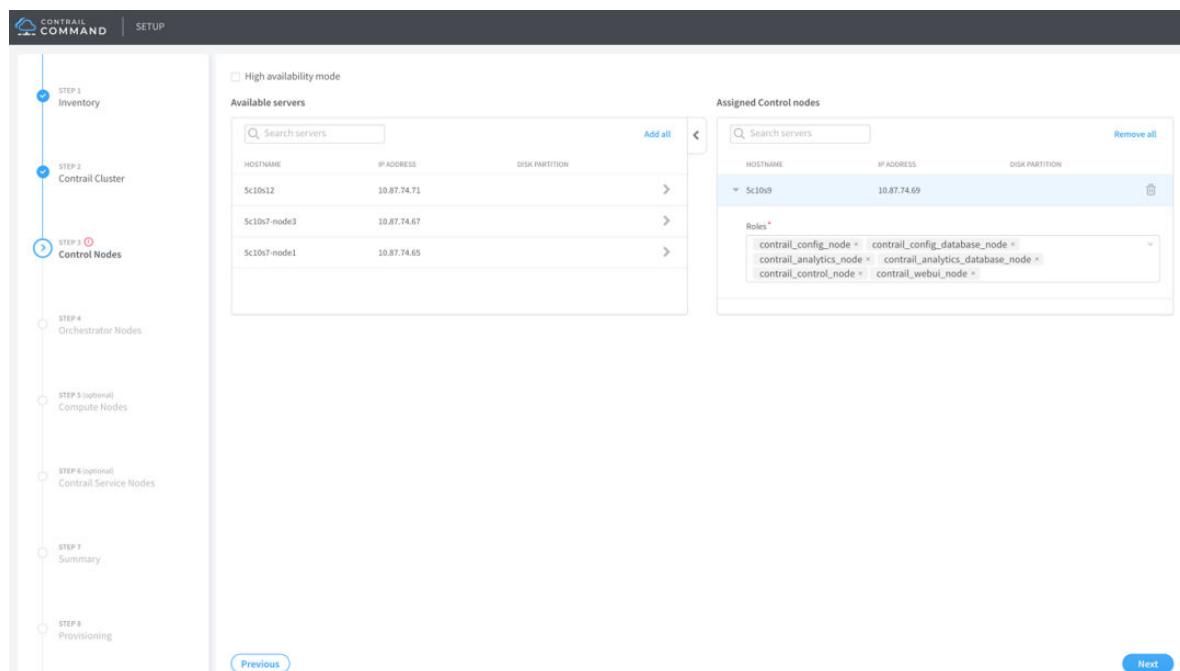 CONTRAIL
COMMAND
SETUP
STEP 1
Inventory
STEP 2
Contrail Cluster
STEP 3
Control Nodes
STEP 4
Orchestrator Nodes
STEP 5 (optional)
Compute Nodes
STEP 6 (optional)
Contrail Service Nodes
STEP 7
Summary
STEP 8
Provisioning
High availability mode
Available servers
Search servers
Add all
HOSTNAME IP ADDRESS DISK PARTITION
5c10s12 10.87.74.71
5c10s7-node3 10.87.74.67
5c10s7-node1 10.87.74.65
Assigned Control nodes
Search servers
Remove all
HOSTNAME IP ADDRESS DISK PARTITION
5c10s9 10.87.74.69
Roles*
contrail_config_node × contrail_config_database_node ×
contrail_analytics_node × contrail_analytics_database_node ×
contrail_control_node × contrail_webui_node ×
Previous
Next